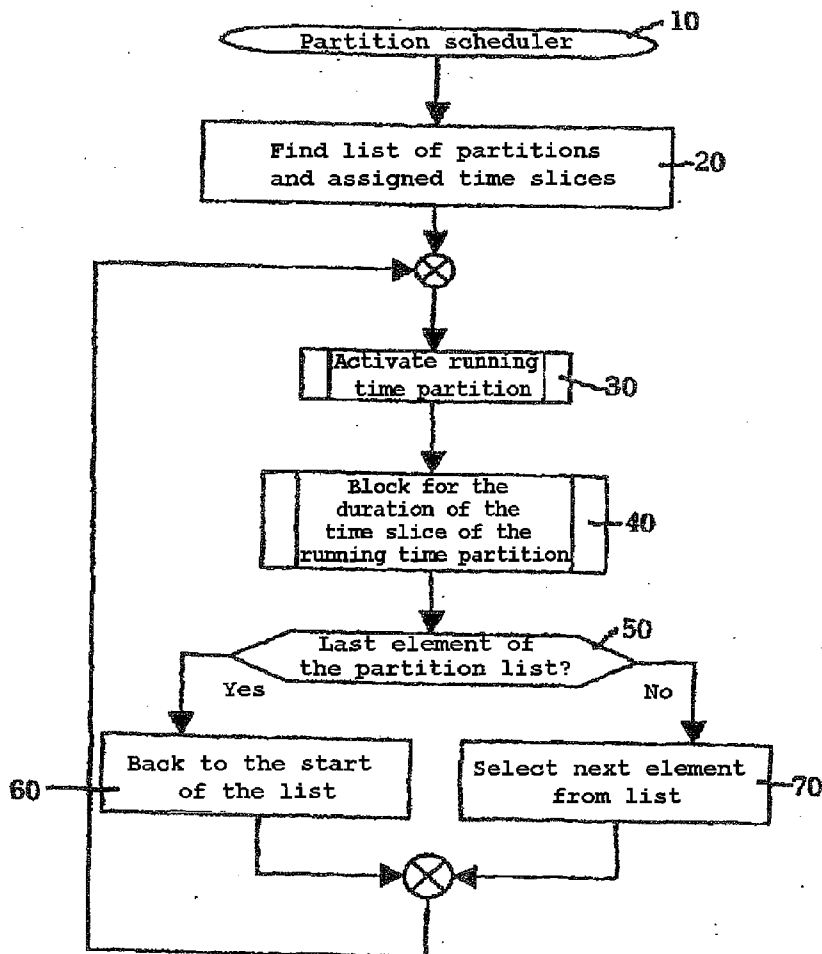 10
Partition scheduler
Find list of partitions
and assigned time slices
20
Activate running
time partition
30
Block for the
duration of the
time slice of the
running time partition
40
50
Last element of
the partition list?
Yes
No
Back to the start
of the list
60
Select next element
from list
70